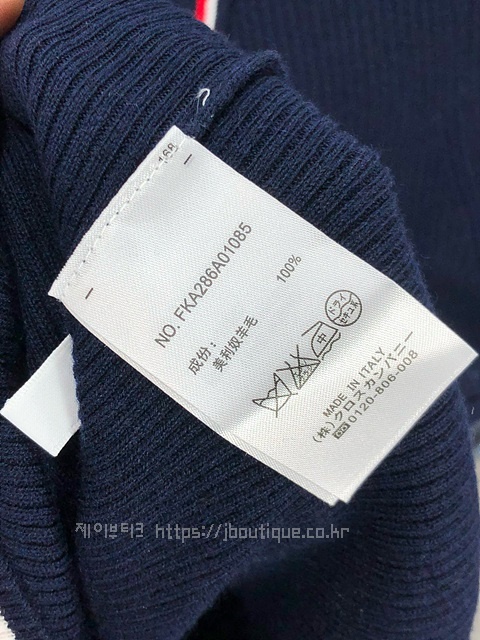 168
NO. FKA286A01085
成份：
美利奴羊毛 100%
中
ドライ
セキユ系
MADE IN ITALY
(株)クロスカンパニー
0120-806-008
제이부티크 https://jboutique.co.kr